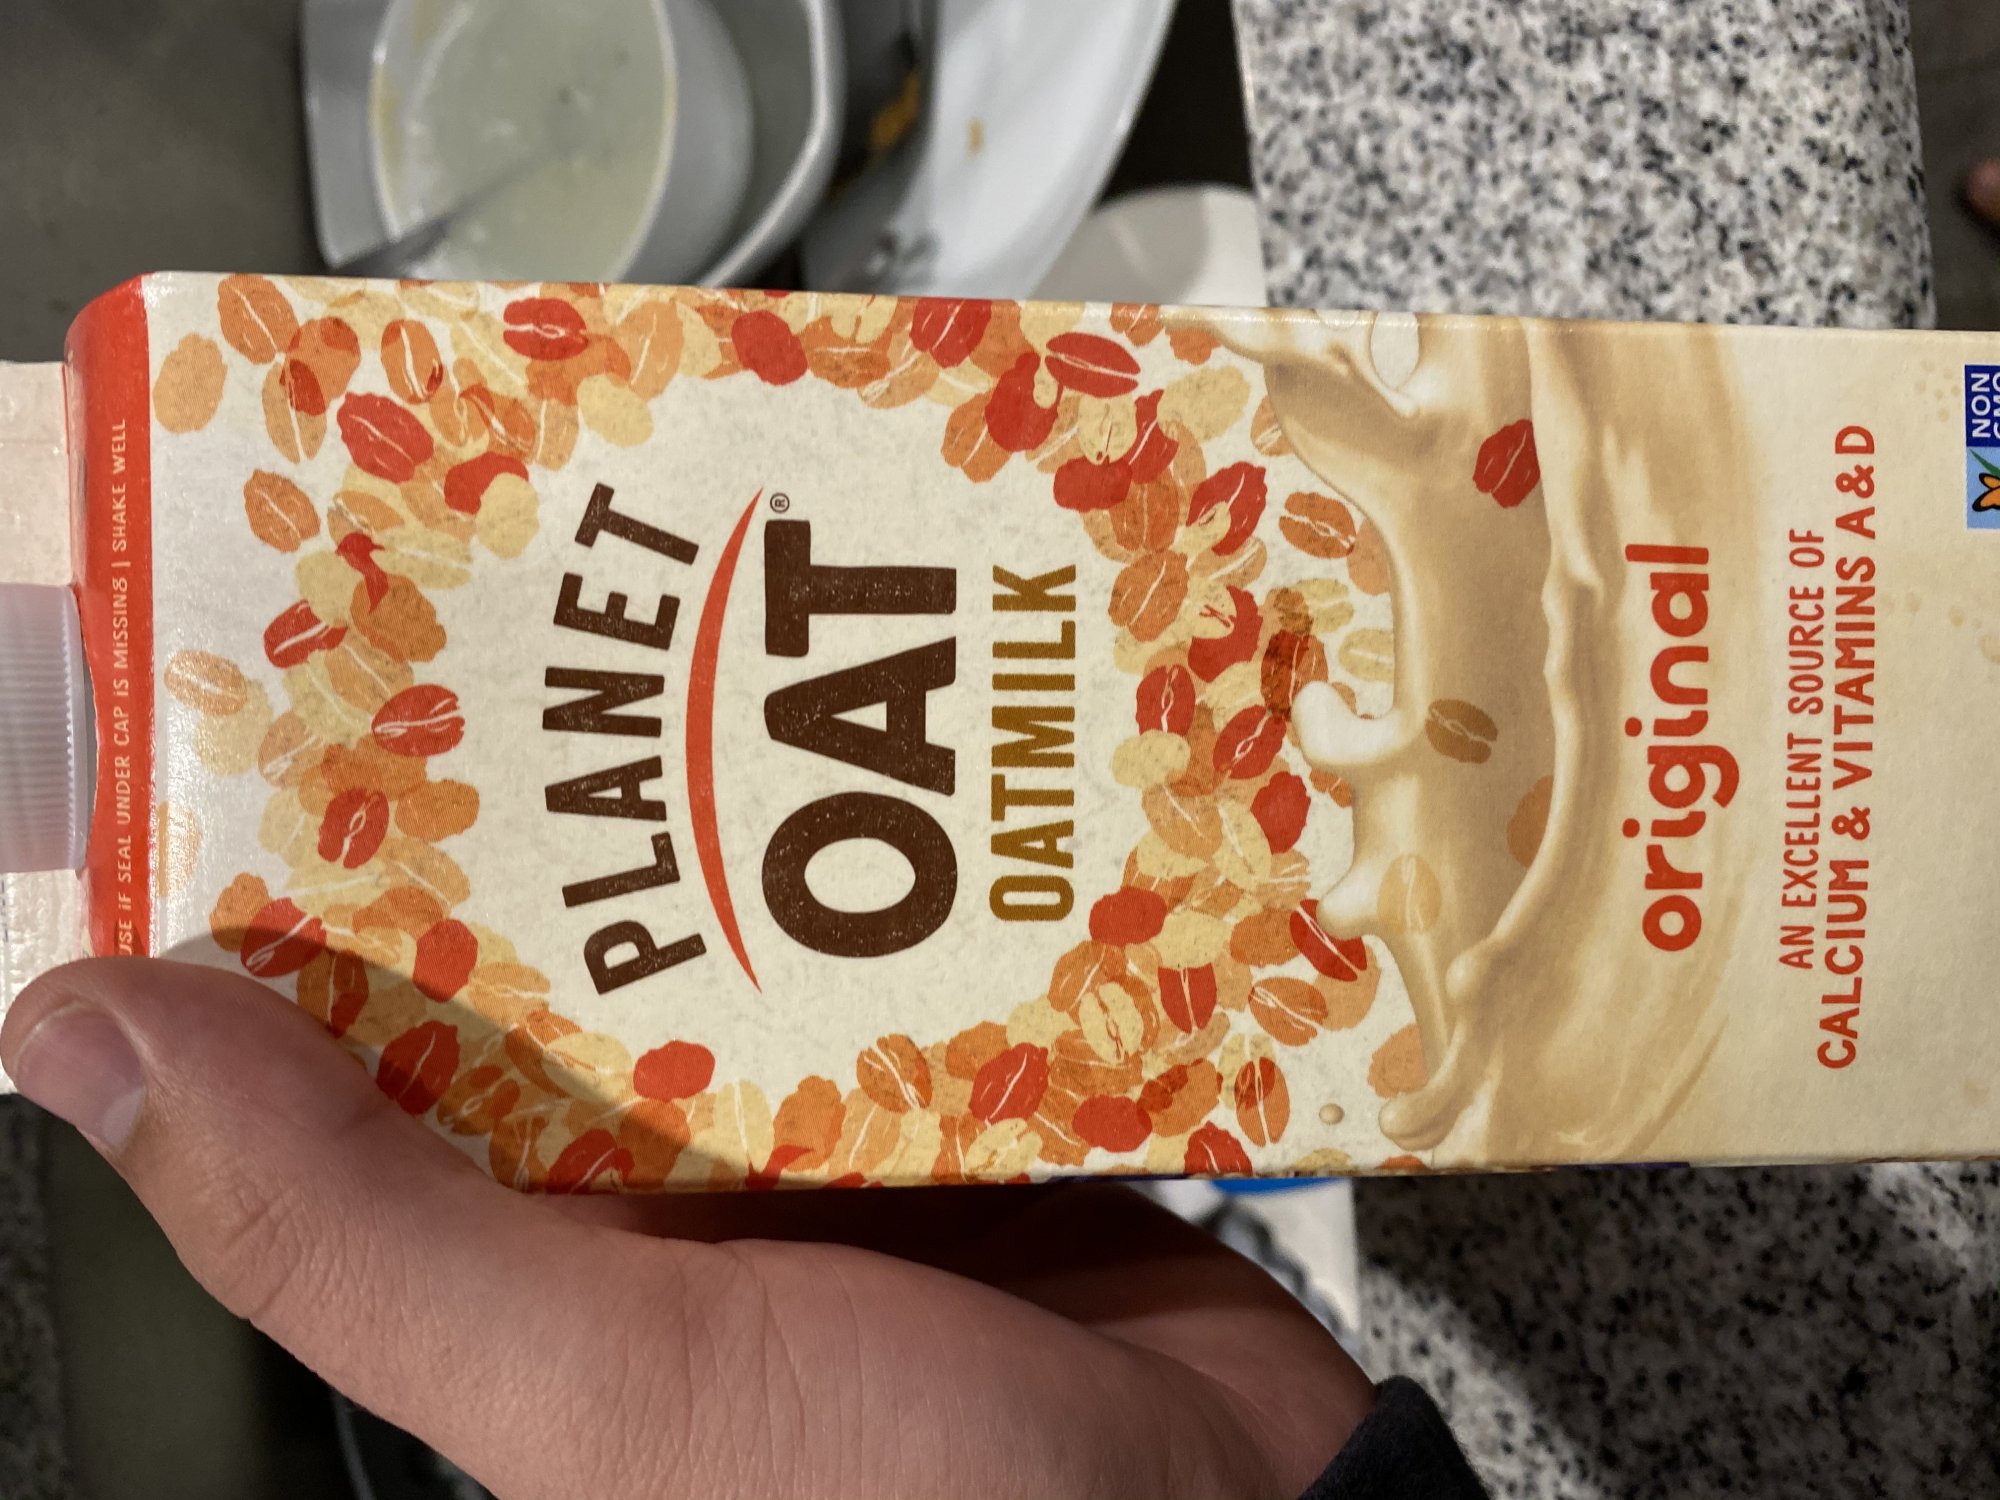 USE iF SEAL UNDER CAP iS MiSSiNG | SHAKE WELL
PLANET
OAT®
OATMILK
original
AN EXCELLENT SOURCE OF
CALCIUM & VITAMINS A & D
NON
GMO